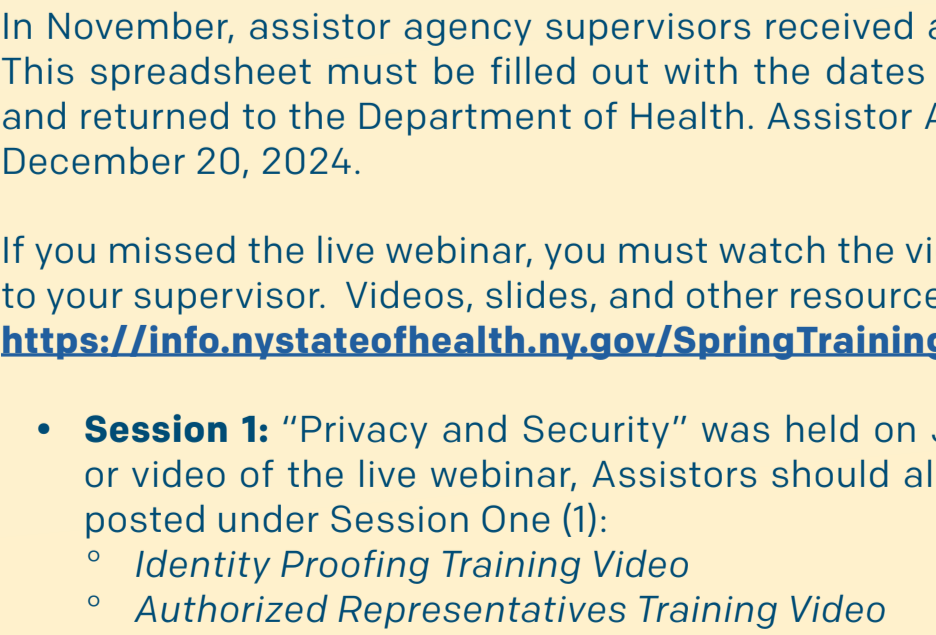 In November, assistor agency supervisors received
This spreadsheet must be filled out with the dates
and returned to the Department of Health. Assistor
December 20, 2024.
If you missed the live webinar, you must watch the
to your supervisor. Videos, slides, and other
https://info.nystateofhealth.ny.gov/SpringTraining
• Session 1: “Privacy and Security” was held on
or video of the live webinar, Assistors should
posted under Session One (1):
° Identity Proofing Training Video
° Authorized Representatives Training Video